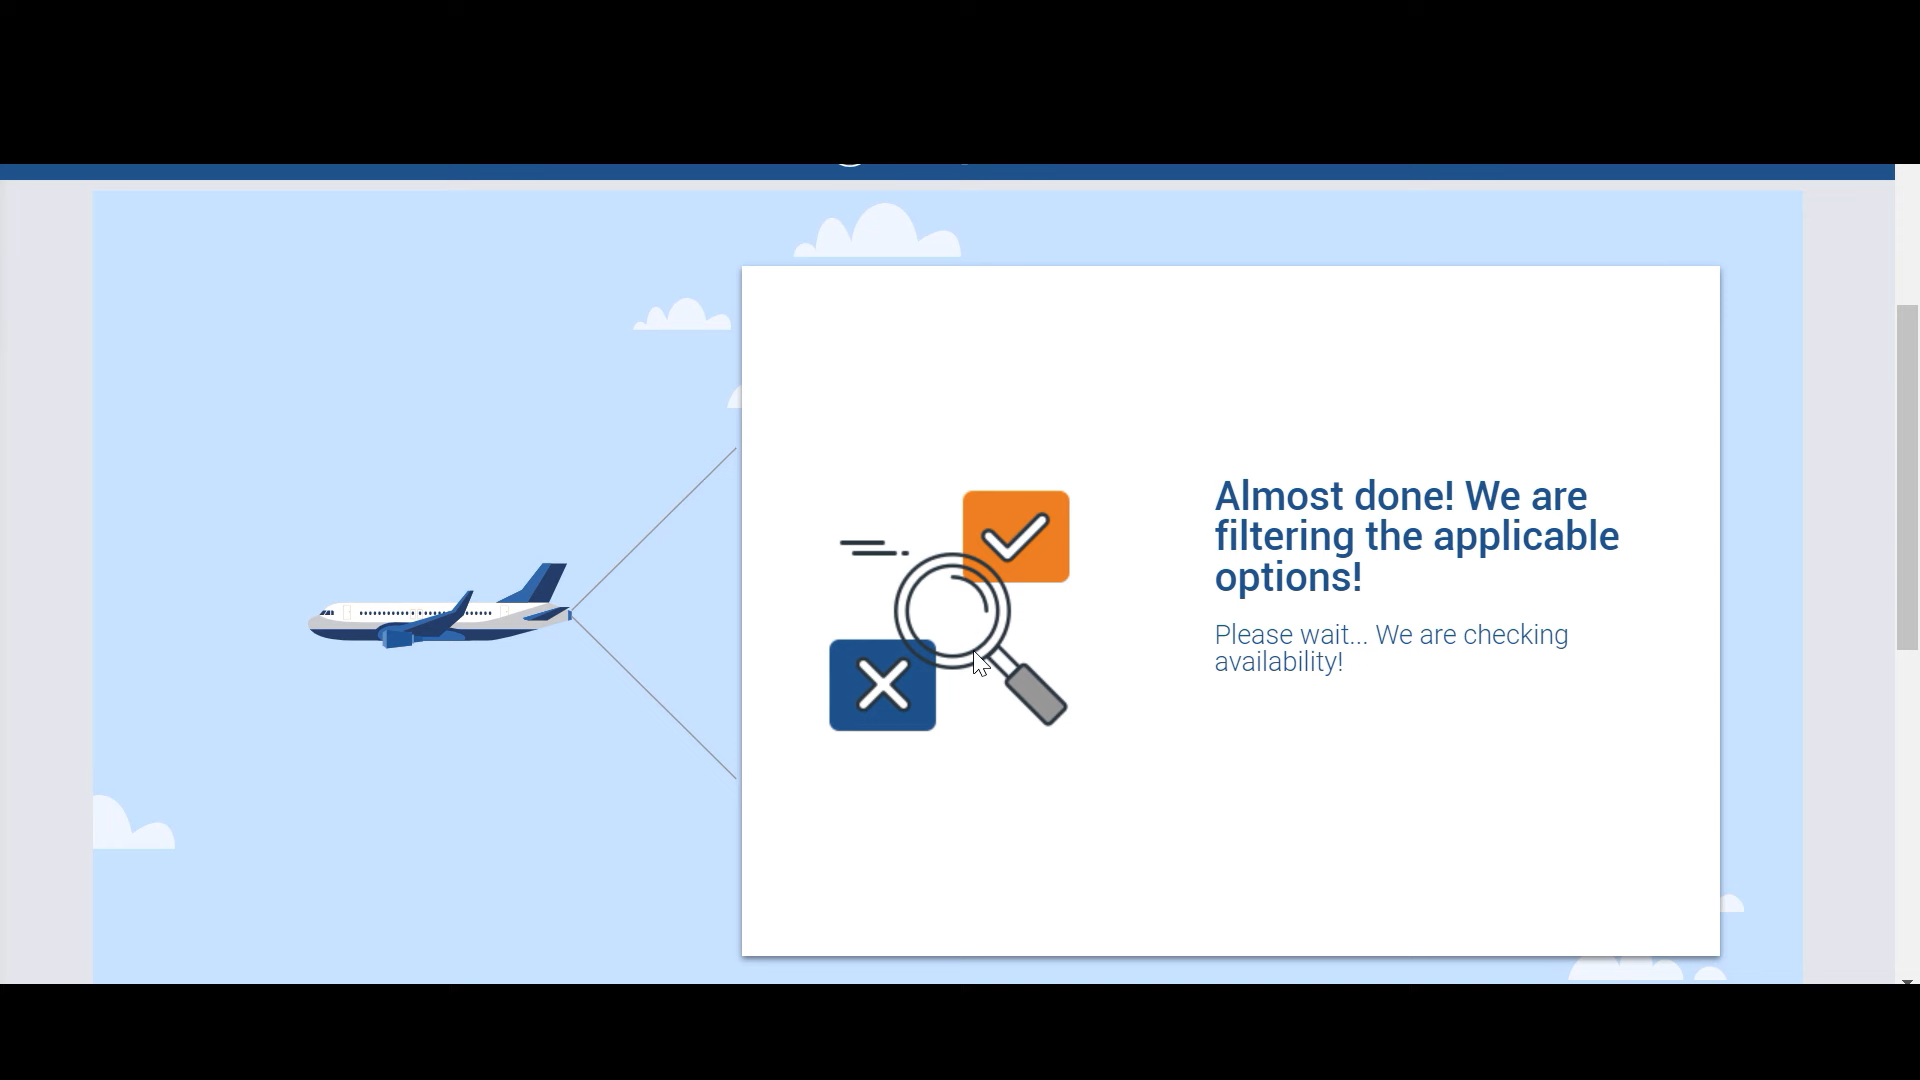 Almost done! We are
filtering the applicable
options!
Please wait... We are checking
availability!